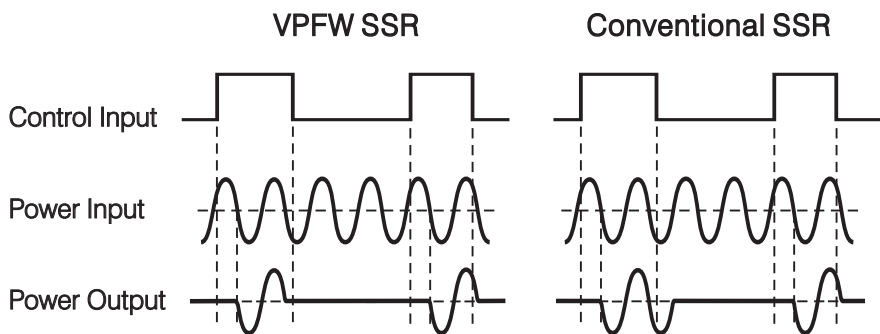 VPFW SSR
Conventional SSR
Control Input
Power Input
Power Output